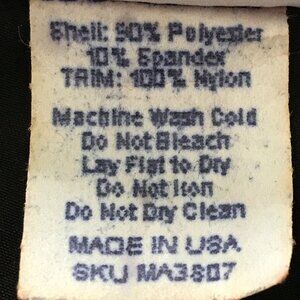 Shell: 90% Polyester
10% Spandex
TRIM: 100% Nylon
Machine Wash Cold
Do Not Bleach
Lay Flat to Dry
Do Not Iron
Do Not Dry Clean
MADE IN USA
SKU MA3807